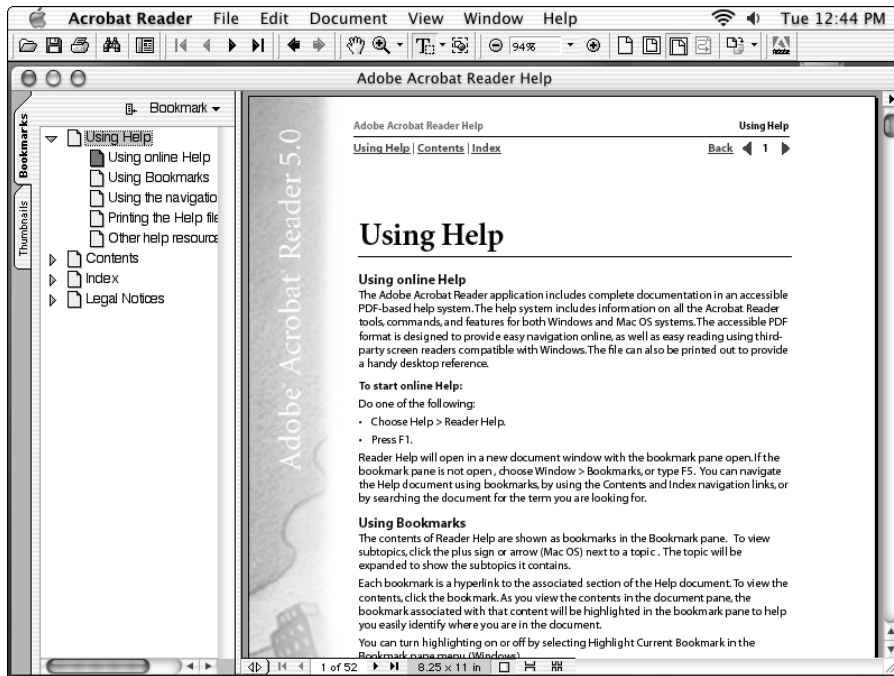 Acrobat Reader File Edit Document View Window Help Tue 12:44 PM
94%
Adobe Acrobat Reader Help
Bookmarks
Thumbnails
Bookmark
Using Help
Using online Help
Using Bookmarks
Using the navigatio
Printing the Help file
Other help resource
Contents
Index
Legal Notices
Adobe® Acrobat® Reader 5.0
Adobe Acrobat Reader Help Using Help
Using Help | Contents | Index Back 1
Using Help
Using online Help
The Adobe Acrobat Reader application includes complete documentation in an accessible
PDF-based help system. The help system includes information on all the Acrobat Reader
tools, commands, and features for both Windows and Mac OS systems. The accessible PDF
format is designed to provide easy navigation online, as well as easy reading using third-
party screen readers compatible with Windows. The file can also be printed out to provide
a handy desktop reference.
To start online Help:
Do one of the following:
• Choose Help > Reader Help.
• Press F1.
Reader Help will open in a new document window with the bookmark pane open. If the
bookmark pane is not open , choose Window > Bookmarks, or type F5. You can navigate
the Help document using bookmarks, by using the Contents and Index navigation links, or
by searching the document for the term you are looking for.
Using Bookmarks
The contents of Reader Help are shown as bookmarks in the Bookmark pane. To view
subtopics, click the plus sign or arrow (Mac OS) next to a topic . The topic will be
expanded to show the subtopics it contains.
Each bookmark is a hyperlink to the associated section of the Help document. To view the
contents, click the bookmark. As you view the contents in the document pane, the
bookmark associated with that content will be highlighted in the bookmark pane to help
you easily identify where you are in the document.
You can turn highlighting on or off by selecting Highlight Current Bookmark in the
Bookmark pane menu (Windows)
1 of 52 8.25 x 11 in